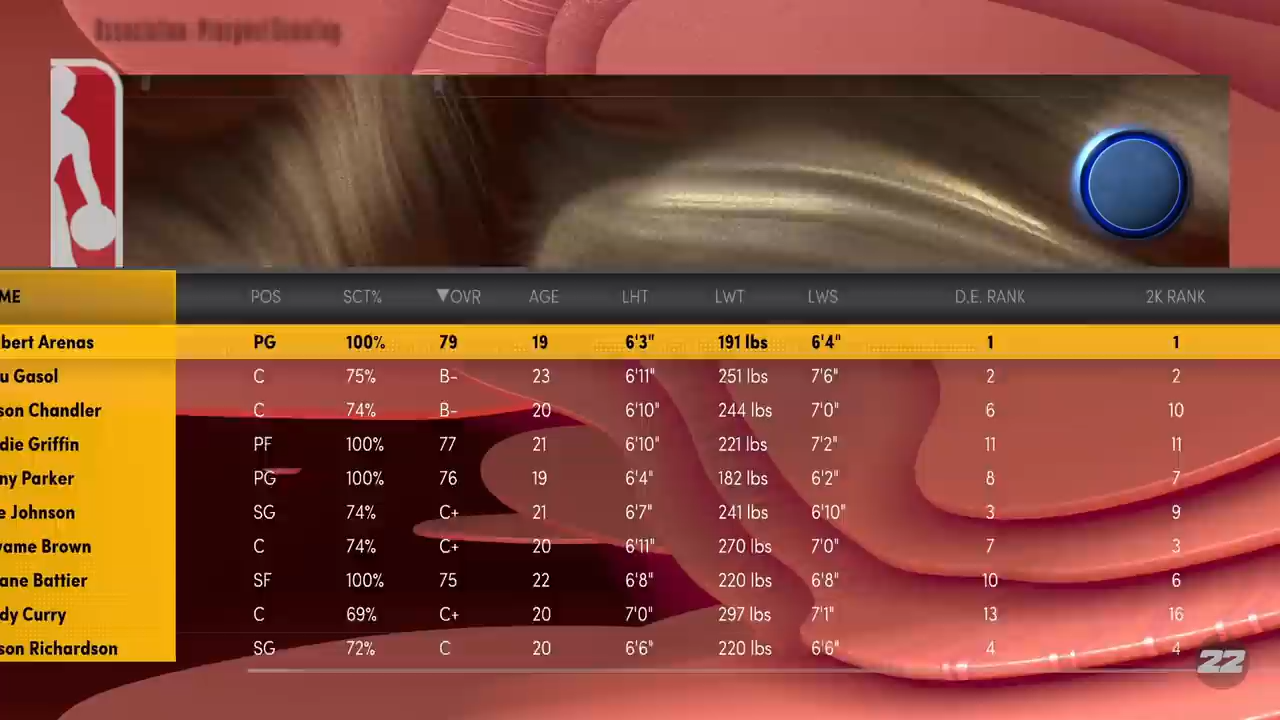 Association - Prospect Scouting
ME POS SCT% ▼OVR AGE LHT LWT LWS D.E. RANK 2K RANK
bert Arenas PG 100% 79 19 6'3" 191 lbs 6'4" 1 1
u Gasol C 75% B- 23 6'11" 251 lbs 7'6" 2 2
son Chandler C 74% B- 20 6'10" 244 lbs 7'0" 6 10
die Griffin PF 100% 77 21 6'10" 221 lbs 7'2" 11 11
ny Parker PG 100% 76 19 6'4" 182 lbs 6'2" 8 7
e Johnson SG 74% C+ 21 6'7" 241 lbs 6'10" 3 9
ame Brown C 74% C+ 20 6'11" 270 lbs 7'0" 7 3
ane Battier SF 100% 75 22 6'8" 220 lbs 6'8" 10 6
dy Curry C 69% C+ 20 7'0" 297 lbs 7'1" 13 16
son Richardson SG 72% C 20 6'6" 220 lbs 6'6" 4 4
22